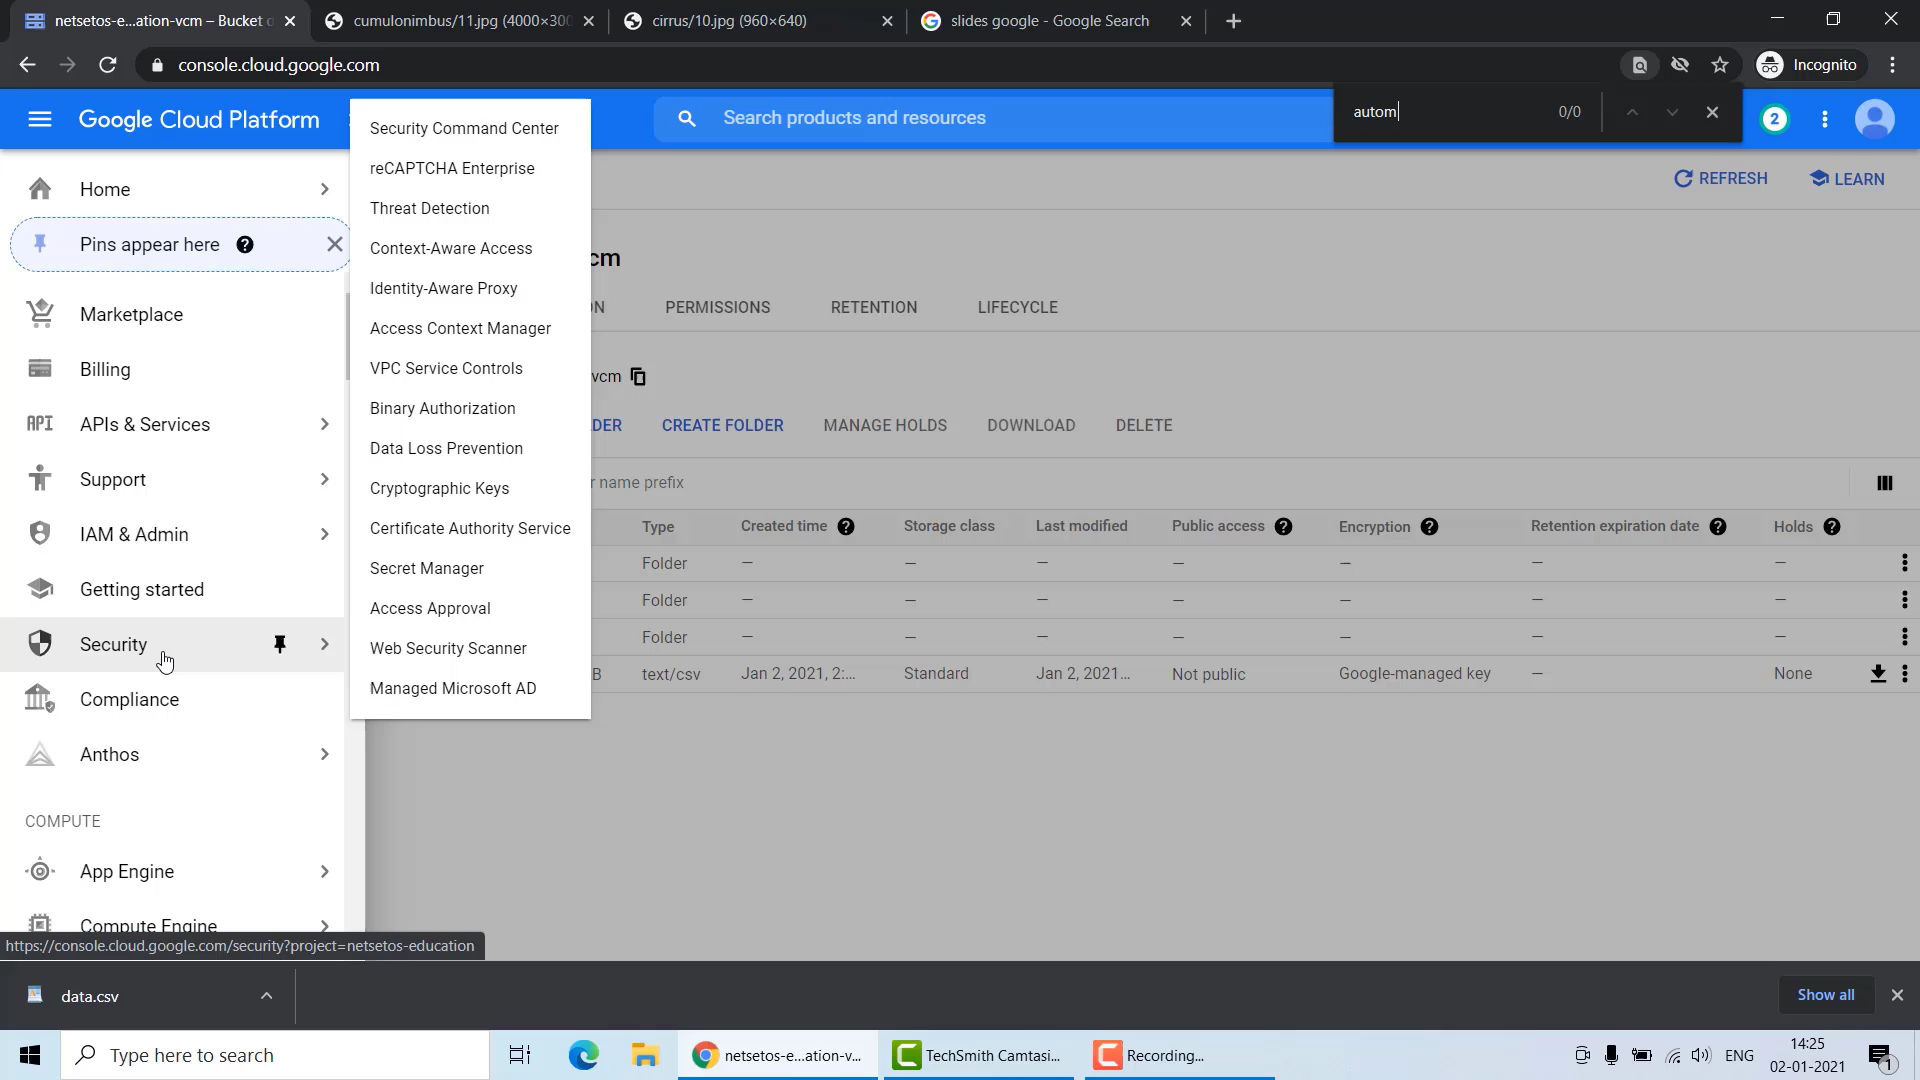 netsetos-e...ation-vcm – Bucket
cumulonimbus/11.jpg (4000×300
cirrus/10.jpg (960×640)
slides google - Google Search
console.cloud.google.com
Incognito
Google Cloud Platform
Search products and resources
autom
0/0
2
Home
Pins appear here
Marketplace
Billing
API APIs & Services
Support
IAM & Admin
Getting started
Security
Compliance
Anthos
COMPUTE
App Engine
Compute Engine
Security Command Center
reCAPTCHA Enterprise
Threat Detection
Context-Aware Access
Identity-Aware Proxy
Access Context Manager
VPC Service Controls
Binary Authorization
Data Loss Prevention
Cryptographic Keys
Certificate Authority Service
Secret Manager
Access Approval
Web Security Scanner
Managed Microsoft AD
REFRESH LEARN
cm
N PERMISSIONS RETENTION LIFECYCLE
vcm
DER CREATE FOLDER MANAGE HOLDS DOWNLOAD DELETE
r name prefix
Type Created time Storage class Last modified Public access Encryption Retention expiration date Holds
Folder — — — — — — —
Folder — — — — — — —
Folder — — — — — — —
B text/csv Jan 2, 2021, 2:... Standard Jan 2, 2021... Not public Google-managed key — None
https://console.cloud.google.com/security?project=netsetos-education
data.csv
Show all
Type here to search
netsetos-e...ation-v...
TechSmith Camtasi...
Recording...
ENG
14:25
02-01-2021
1